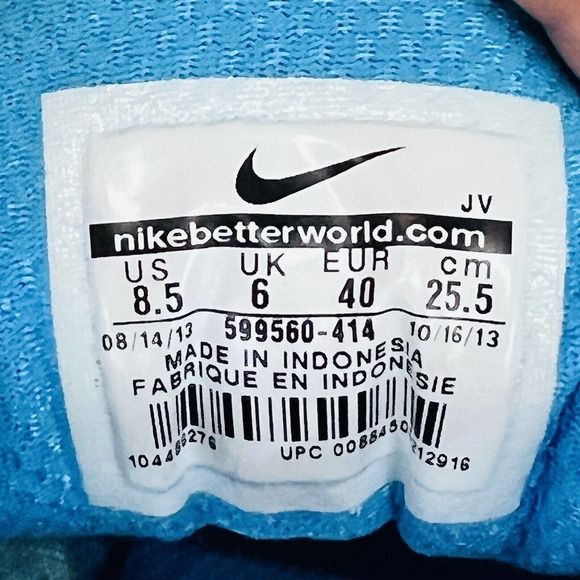 JV
nikebetterworld.com
US UK EUR cm
8.5 6 40 25.5
08/14/13 599560-414 10/16/13
MADE IN INDONESIA
FABRIQUE EN INDONESIE
UPC